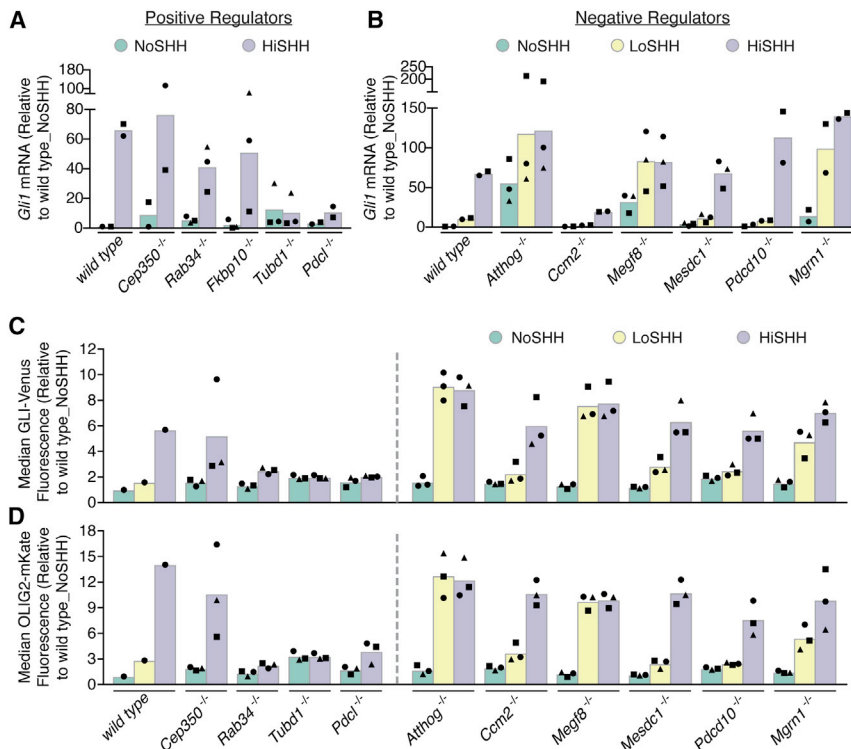 A
Positive Regulators
NoSHH
HiSHH
Gli1 mRNA (Relative
to wild type_NoSHH)
180
100
80
60
40
20
0
wild type
Cep350-/-
Rab34-/-
Fkbp10-/-
Tubd1-/-
Pdcl-/-
B
Negative Regulators
NoSHH
LoSHH
HiSHH
Gli1 mRNA (Relative
to wild type_NoSHH)
250
200
150
100
50
0
wild type
Atthog-/-
Ccm2-/-
Megf8-/-
Mesdc1-/-
Pdcd10-/-
Mgrn1-/-
C
NoSHH
LoSHH
HiSHH
Median GLI-Venus
Fluorescence (Relative
to wild type_NoSHH)
12
10
8
6
4
2
0
D
Median OLIG2-mKate
Fluorescence (Relative
to wild type_NoSHH)
18
15
12
9
6
3
0
wild type
Cep350-/-
Rab34-/-
Tubd1-/-
Pdcl-/-
Atthog-/-
Ccm2-/-
Megf8-/-
Mesdc1-/-
Pdcd10-/-
Mgrn1-/-